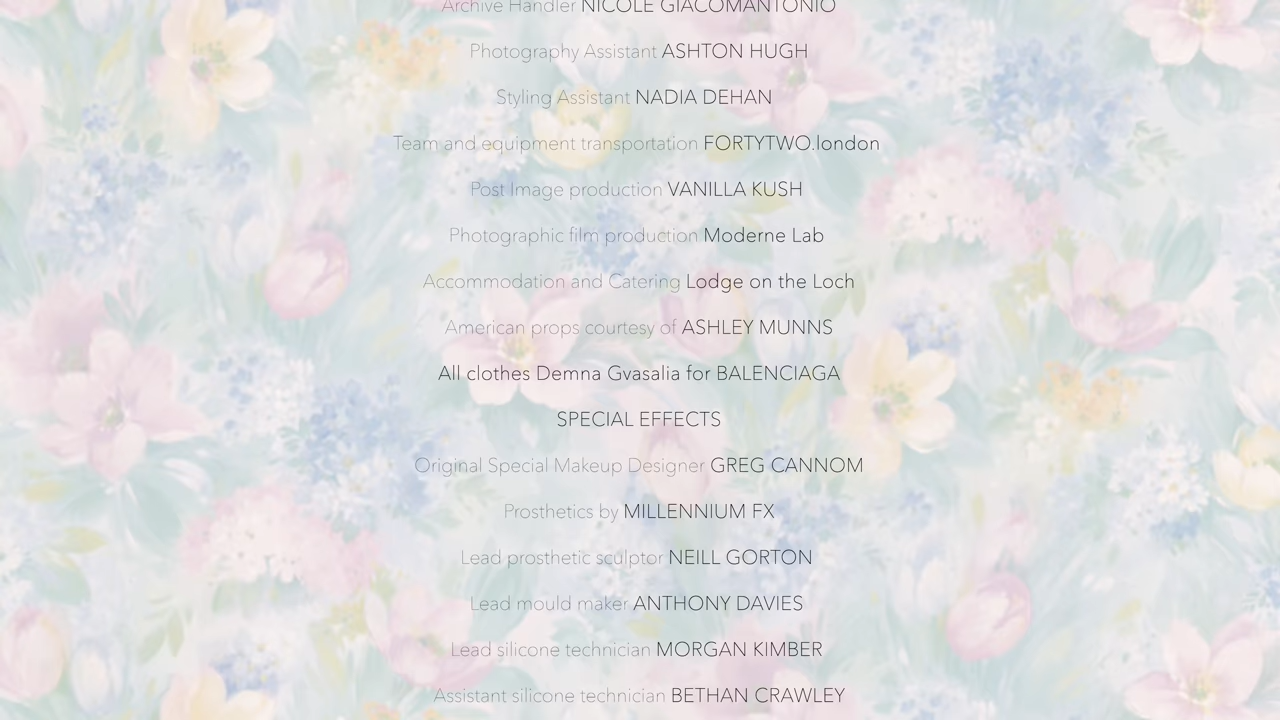 Archive Handler NICOLE GIACOMANTONIO
Photography Assistant ASHTON HUGH
Styling Assistant NADIA DEHAN
Team and equipment transportation FORTYTWO.london
Post Image production VANILLA KUSH
Photographic film production Moderne Lab
Accommodation and Catering Lodge on the Loch
American props courtesy of ASHLEY MUNNS
All clothes Demna Gvasalia for BALENCIAGA
SPECIAL EFFECTS
Original Special Makeup Designer GREG CANNOM
Prosthetics by MILLENNIUM FX
Lead prosthetic sculptor NEILL GORTON
Lead mould maker ANTHONY DAVIES
Lead silicone technician MORGAN KIMBER
Assistant silicone technician BETHAN CRAWLEY